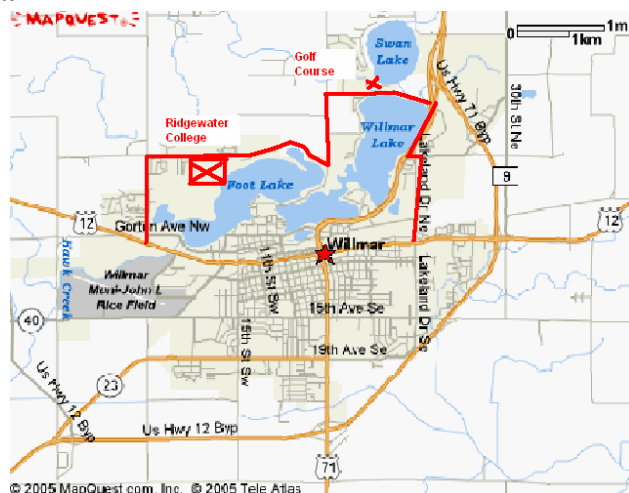 MAPQUEST
1m
1km
Swan
Lake
Golf
Course
Us Hwy 71 Byp
30th St Ne
Ridgewater
College
Willmar
Lake
Lakeland Dr Ne
9
Foot Lake
12
Gorton Ave Nw
12
Willmar
Hawk Creek
11th St Sw
Willmar
Muni-John L
Rice Field
Lakeland Dr Se
15th Ave Se
40
15th St Sw
19th Ave Se
23
Us Hwy 12 Byp
Us Hwy 12 Byp
71
© 2005 MapQuest.com, Inc. © 2005 Tele Atlas